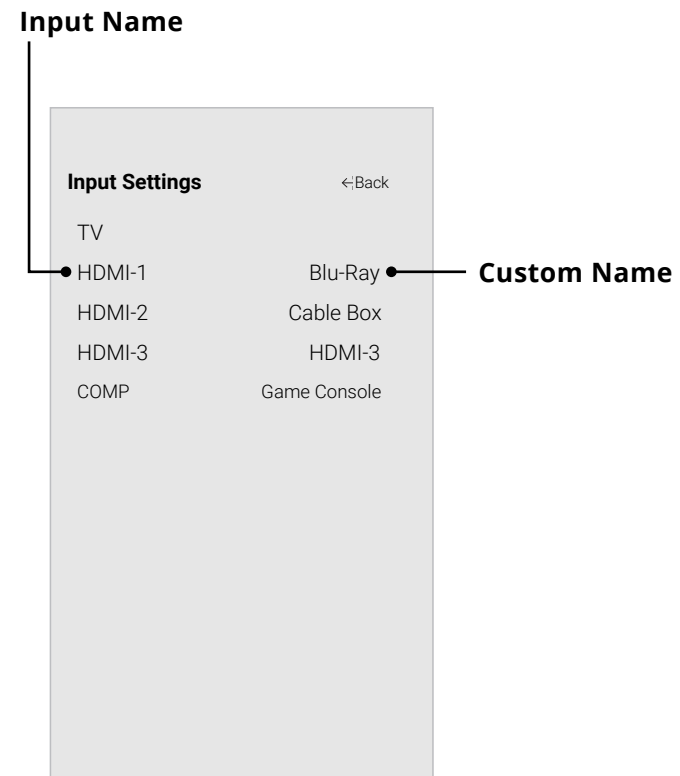 Input Name
Input Settings ←Back
TV
HDMI-1 Blu-Ray Custom Name
HDMI-2 Cable Box
HDMI-3 HDMI-3
COMP Game Console